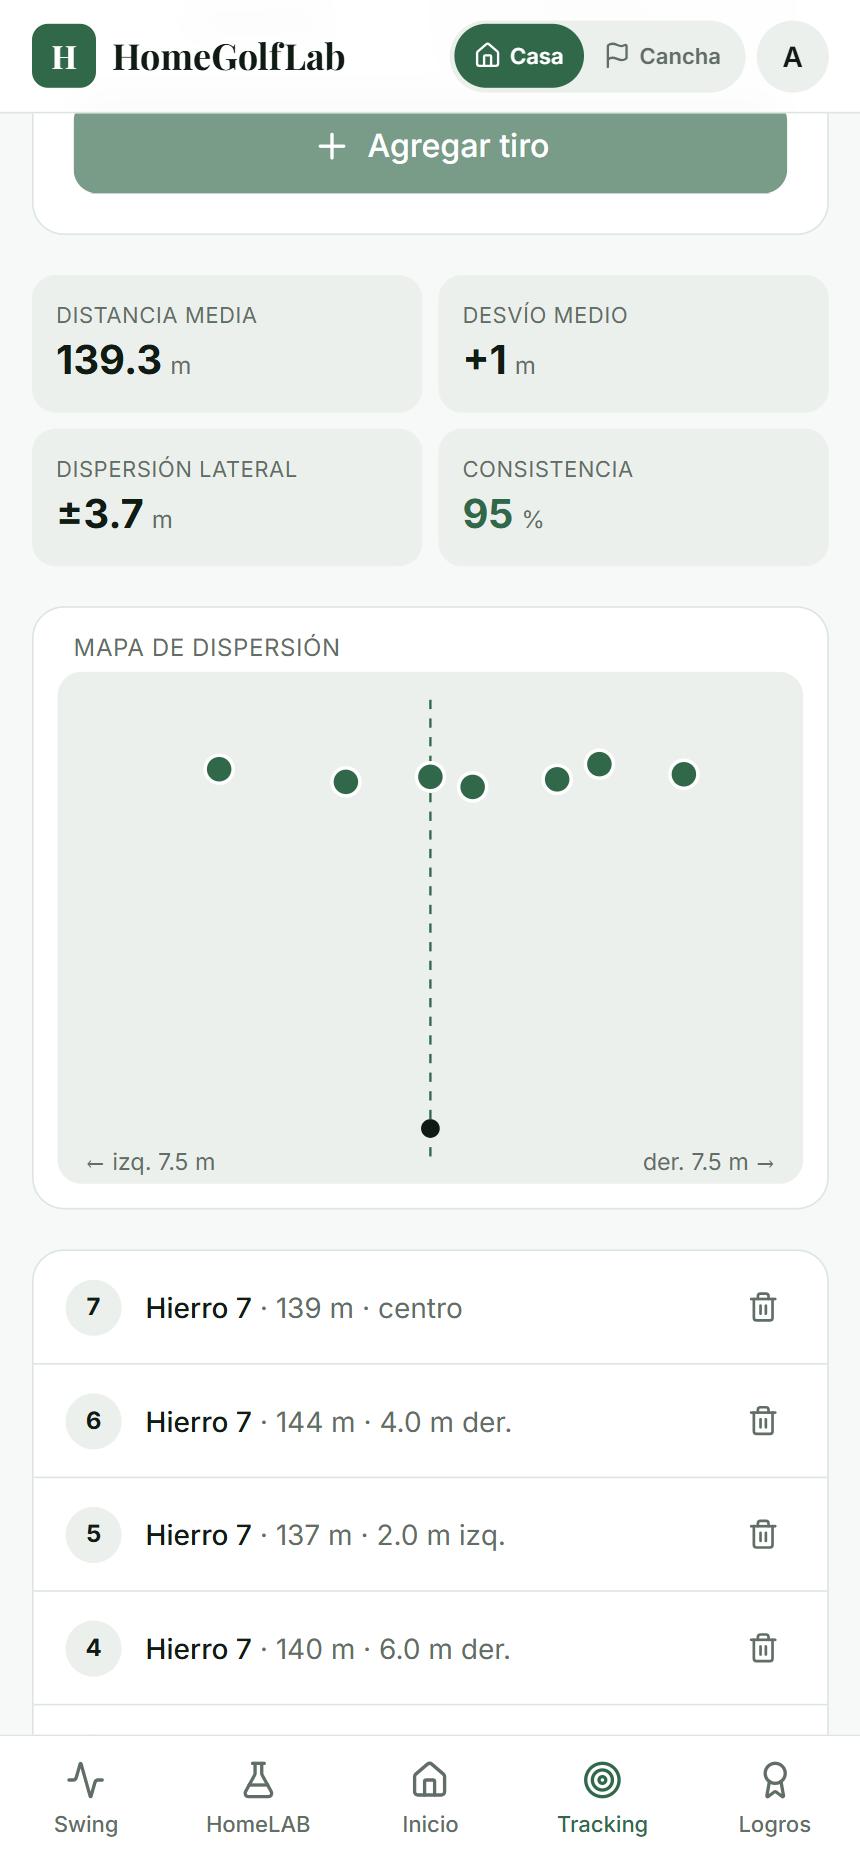 H HomeGolfLab Casa Cancha A
+ Agregar tiro
DISTANCIA MEDIA
139.3 m
DESVÍO MEDIO
+1 m
DISPERSIÓN LATERAL
±3.7 m
CONSISTENCIA
95 %
MAPA DE DISPERSIÓN
← izq. 7.5 m der. 7.5 m →
7 Hierro 7 · 139 m · centro
6 Hierro 7 · 144 m · 4.0 m der.
5 Hierro 7 · 137 m · 2.0 m izq.
4 Hierro 7 · 140 m · 6.0 m der.
Swing HomeLAB Inicio Tracking Logros